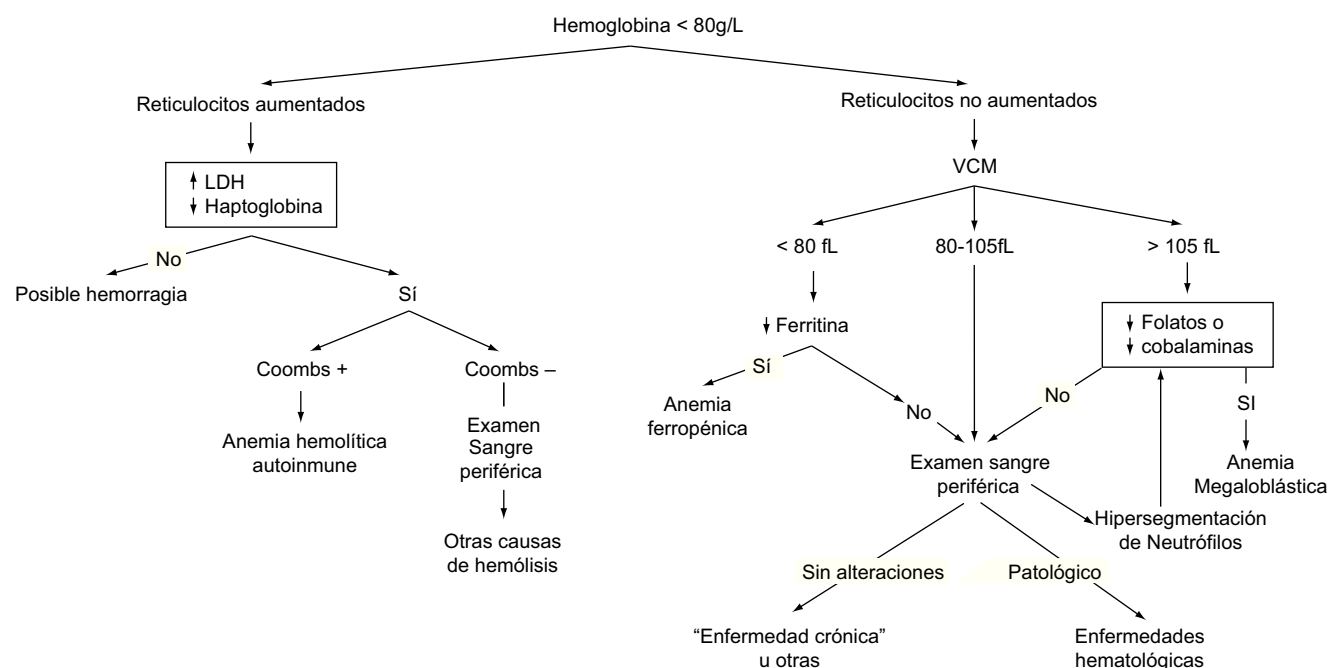 Hemoglobina < 80g/L
Reticulocitos aumentados
Reticulocitos no aumentados
↑ LDH
↓ Haptoglobina
VCM
No
Posible hemorragia
Sí
< 80 fL
80-105fL
> 105 fL
↓ Ferritina
↓ Folatos o
↓ cobalaminas
Coombs +
Coombs –
Anemia hemolítica
autoinmune
Examen
Sangre
periférica
Otras causas
de hemólisis
Sí
Anemia
ferropénica
No
No
SI
Examen sangre
periférica
Anemia
Megaloblástica
Hipersegmentación
de Neutrófilos
Sin alteraciones
Patológico
“Enfermedad crónica”
u otras
Enfermedades
hematológicas